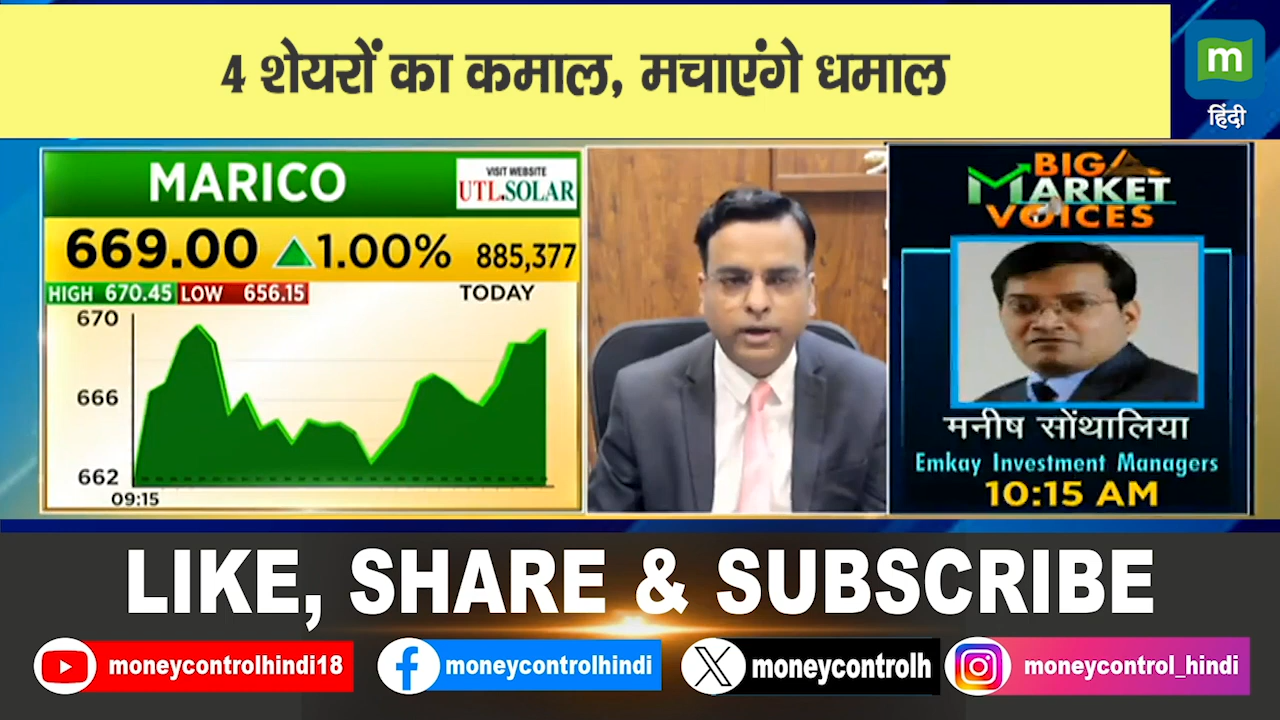 4 शेयरों का कमाल, मचाएंगे धमाल
m
हिंदी
MARICO
VISIT WEBSITE
UTL.SOLAR
669.00 ▲1.00% 885,377
HIGH 670.45 LOW 656.15 TODAY
670
666
662
09:15
BIG
MARKET
VOICES
मनीष सोंथालिया
Emkay Investment Managers
10:15 AM
LIKE, SHARE & SUBSCRIBE
moneycontrolhindi18 moneycontrolhindi moneycontrolh moneycontrol_hindi